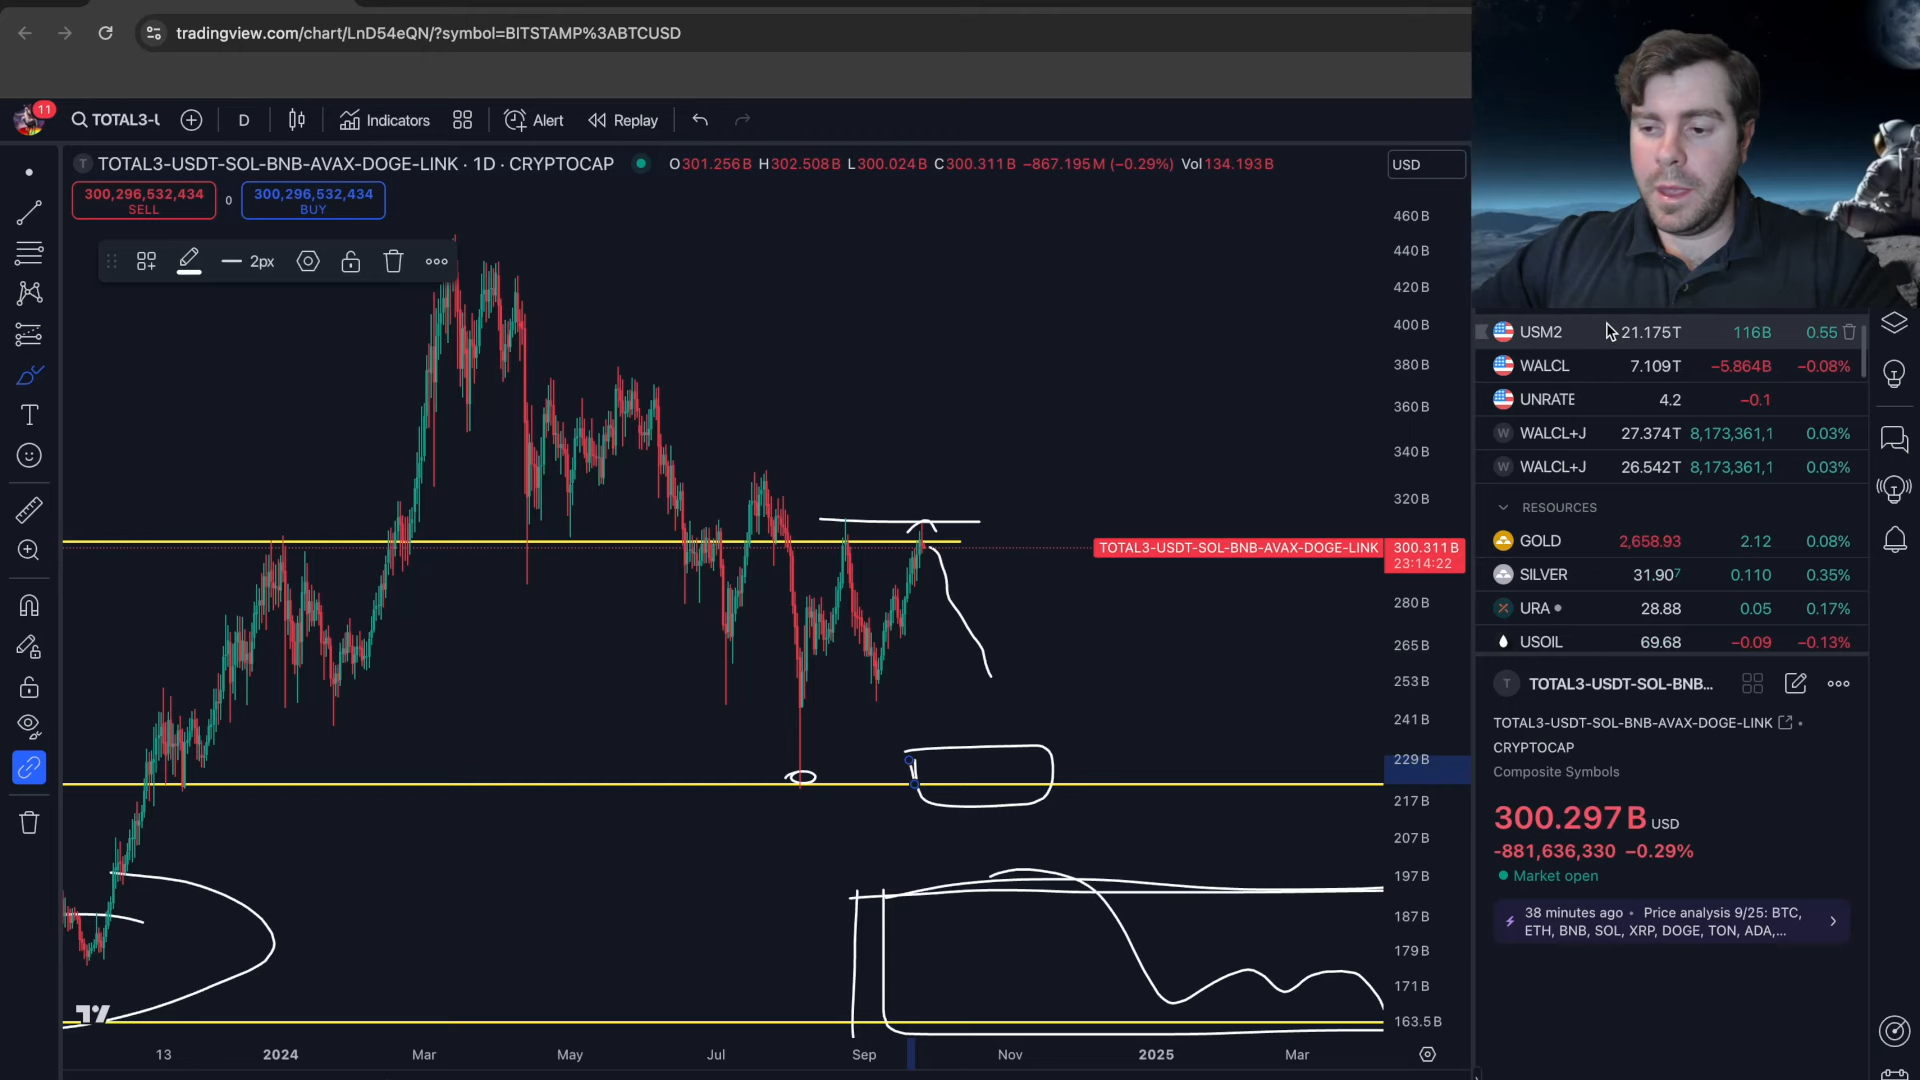 tradingview.com/chart/LnD54eQN/?symbol=BITSTAMP%3ABTCUSD
11
TOTAL3-U
D
Indicators
Alert
Replay
T TOTAL3-USDT-SOL-BNB-AVAX-DOGE-LINK · 1D · CRYPTOCAP
O301.256B H302.508B L300.024B C300.311B −867.195M (−0.29%) Vol134.193B
USD
300,296,532,434
SELL
0
300,296,532,434
BUY
2px
460B
440B
420B
400B
380B
360B
340B
320B
TOTAL3-USDT-SOL-BNB-AVAX-DOGE-LINK
300.311B
23:14:22
280B
265B
253B
241B
229B
217B
207B
197B
187B
179B
171B
163.5B
13
2024
Mar
May
Jul
Sep
Nov
2025
Mar
USM2 21.175T 116B 0.55
WALCL 7.109T −5.864B −0.08%
UNRATE 4.2 −0.1
W WALCL+J 27.374T 8,173,361,1 0.03%
W WALCL+J 26.542T 8,173,361,1 0.03%
RESOURCES
GOLD 2,658.93 2.12 0.08%
SILVER 31.907 0.110 0.35%
URA 28.88 0.05 0.17%
USOIL 69.68 −0.09 −0.13%
T TOTAL3-USDT-SOL-BNB...
TOTAL3-USDT-SOL-BNB-AVAX-DOGE-LINK
CRYPTOCAP
Composite Symbols
300.297B USD
-881,636,330 −0.29%
Market open
38 minutes ago • Price analysis 9/25: BTC,
ETH, BNB, SOL, XRP, DOGE, TON, ADA,...